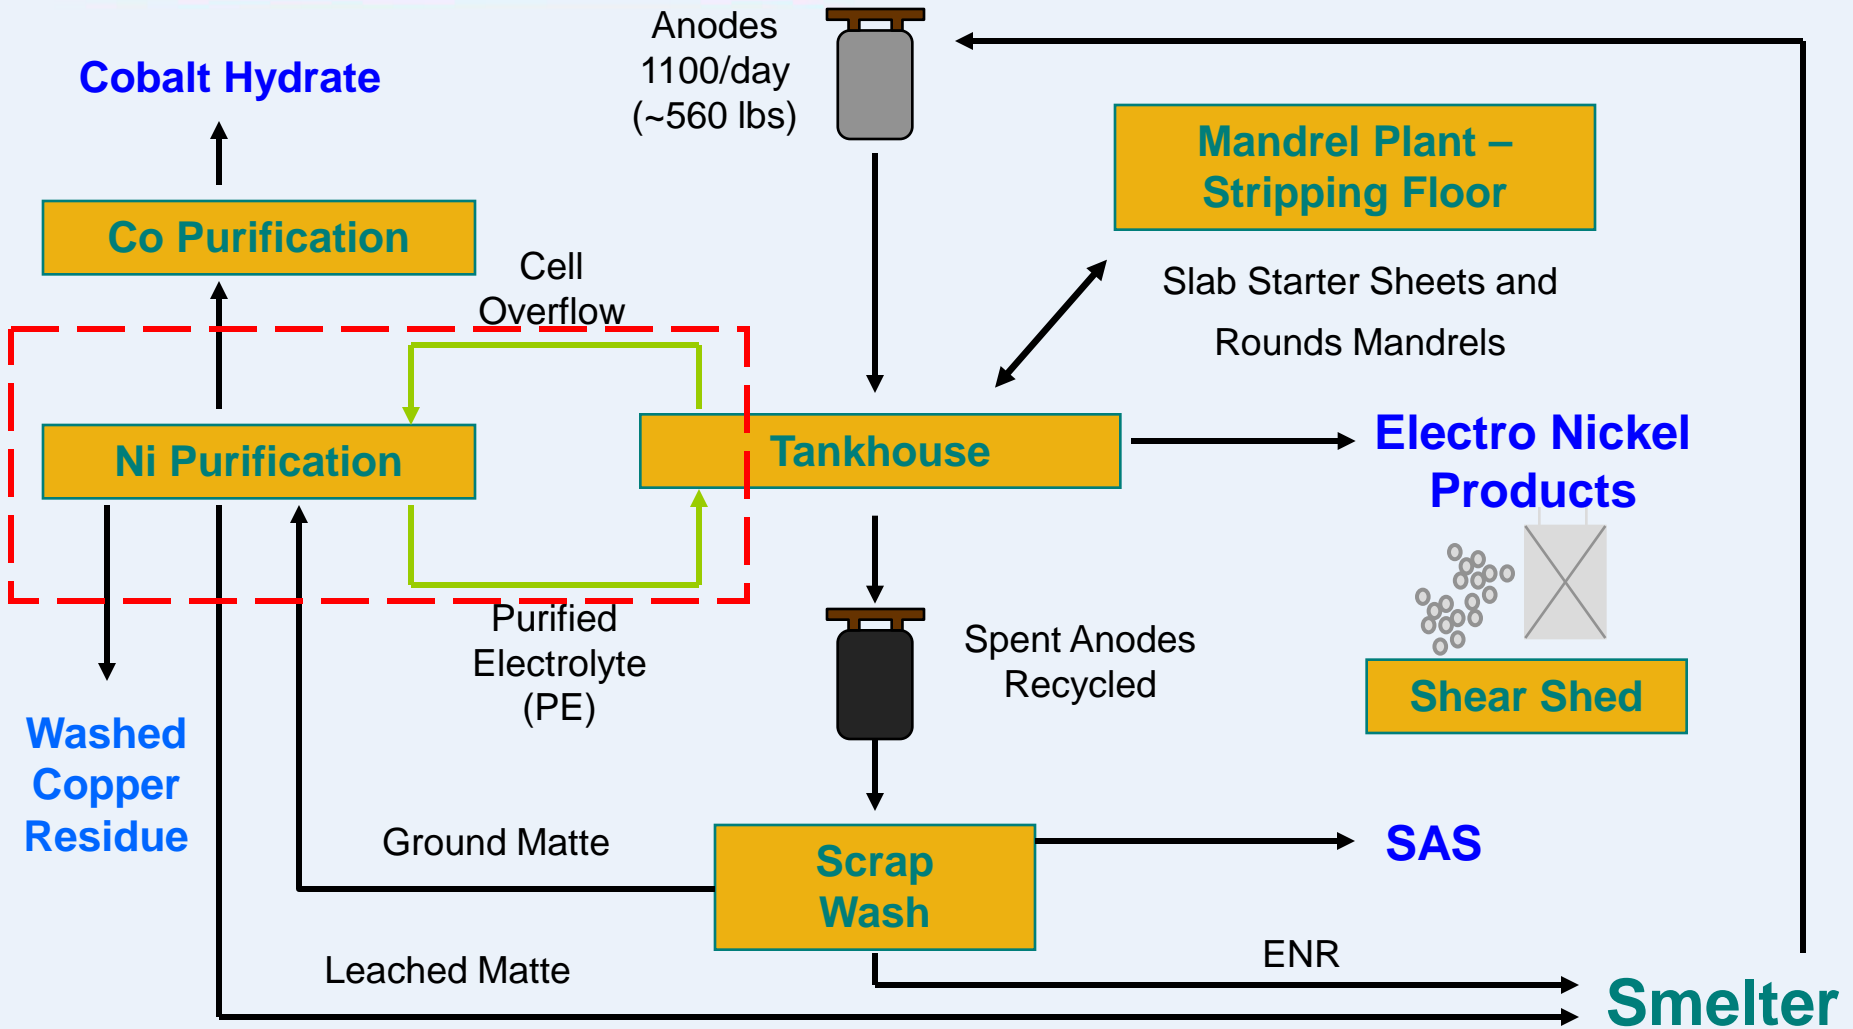 Anodes
1100/day
(~560 lbs)
Cobalt Hydrate
Mandrel Plant –
Stripping Floor
Co Purification
Cell
Overflow
Slab Starter Sheets and
Rounds Mandrels
Ni Purification
Tankhouse
Electro Nickel
Products
Purified
Electrolyte
(PE)
Spent Anodes
Recycled
Shear Shed
Washed
Copper
Residue
Ground Matte
Scrap
Wash
SAS
Leached Matte
ENR
Smelter